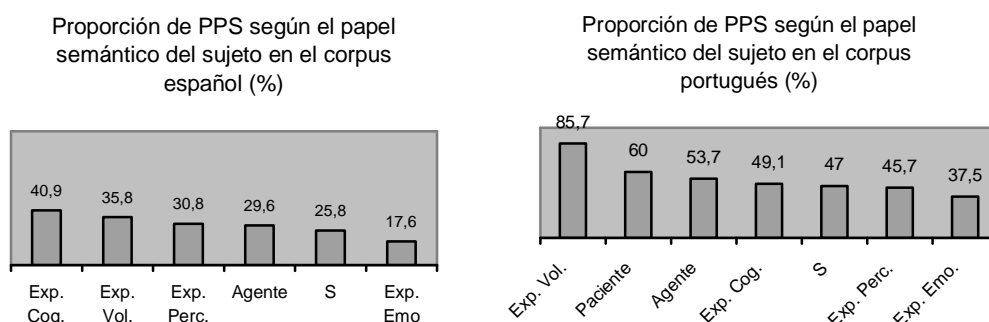 Proporción de PPS según el papel
semántico del sujeto en el corpus
español (%)
40,9
35,8
30,8
29,6
25,8
17,6
Exp.
Cog.
Exp.
Vol.
Exp.
Perc.
Agente
S
Exp.
Emo
Proporción de PPS según el papel
semántico del sujeto en el corpus
portugués (%)
85,7
60
53,7
49,1
47
45,7
37,5
Exp. Vol.
Paciente
Agente
Exp. Cog.
S
Exp. Perc.
Exp. Emo.